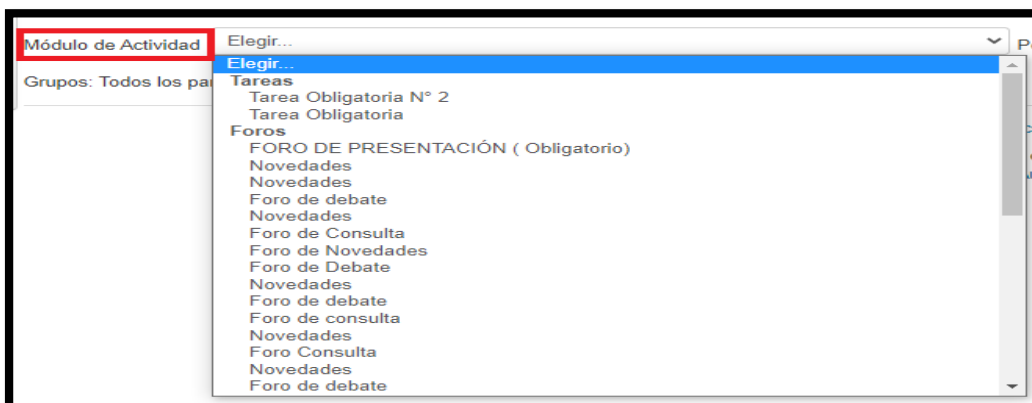 Módulo de Actividad Elegir...
Elegir...
Grupos: Todos los
Tareas
Tarea Obligatoria N° 2
Tarea Obligatoria
Foros
FORO DE PRESENTACIÓN ( Obligatorio)
Novedades
Novedades
Foro de debate
Novedades
Foro de Consulta
Foro de Novedades
Foro de Debate
Novedades
Foro de debate
Foro de consulta
Novedades
Foro Consulta
Novedades
Foro de debate